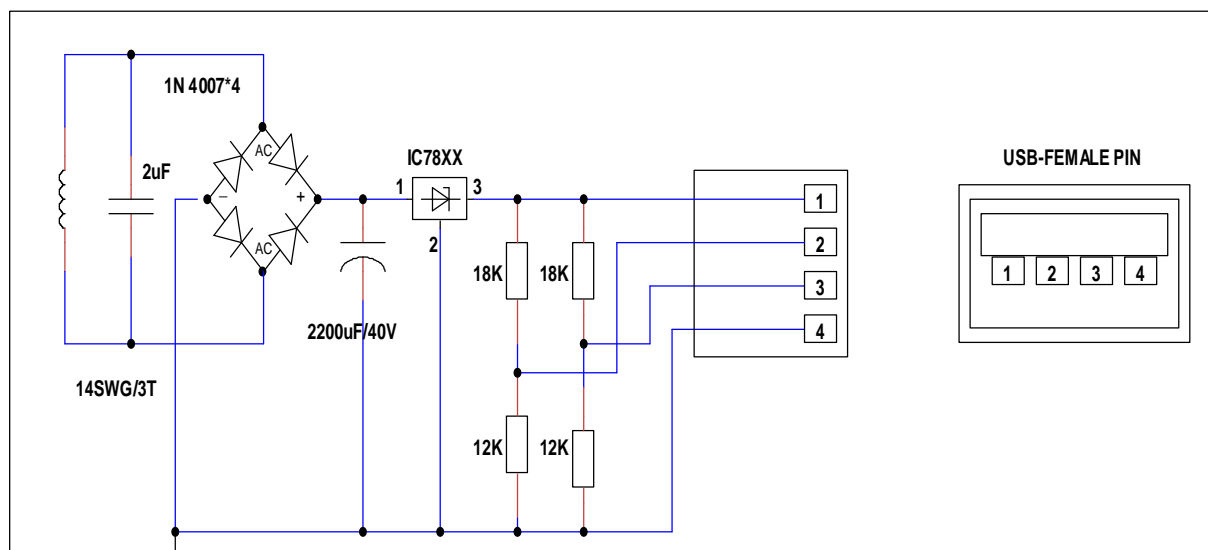 1N 4007*4
AC
2uF
IC78XX
USB-FEMALE PIN
–
+
1
3
1
AC
2
2
18K
18K
3
1
2
3
4
2200uF/40V
4
14SWG/3T
12K
12K